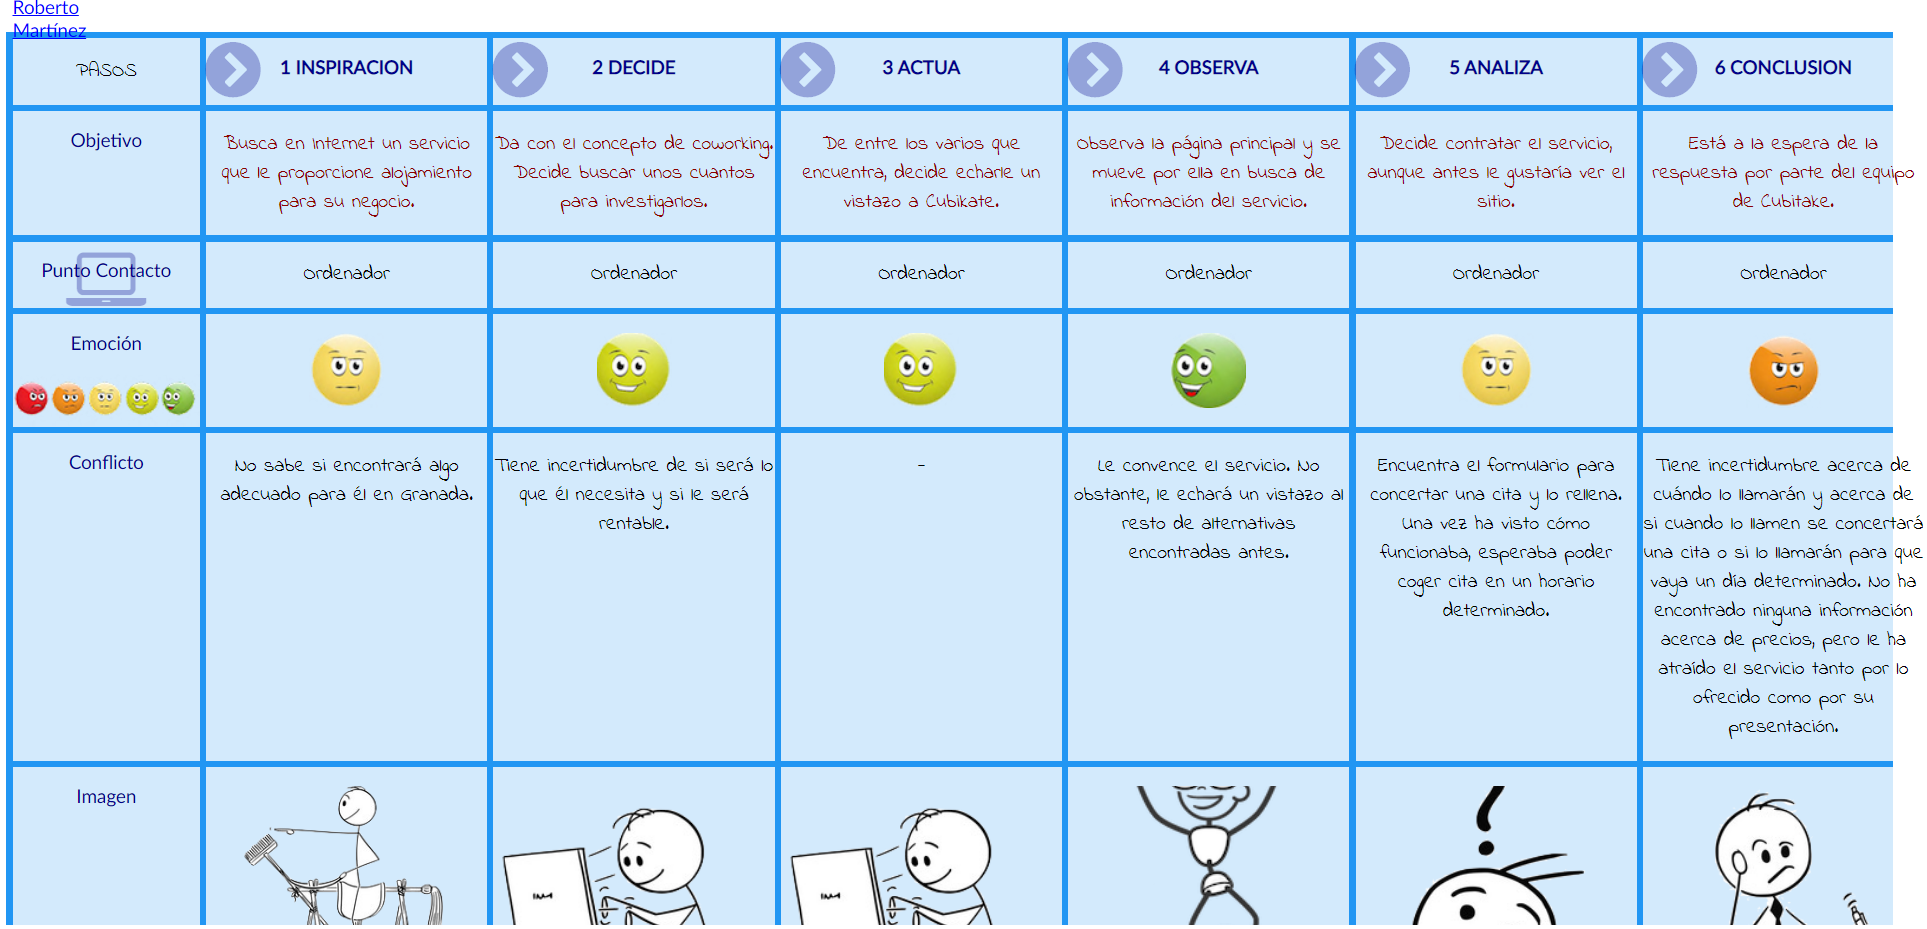 Roberto
Martínez
PASOS
1 INSPIRACION
2 DECIDE
3 ACTUA
4 OBSERVA
5 ANALIZA
6 CONCLUSION
Objetivo
Busca en Internet un servicio
que le proporcione alojamiento
para su negocio.
Da con el concepto de coworking.
Decide buscar unos cuantos
para investigarlos.
De entre los varios que
encuentra, decide echarle un
vistazo a Cubikate.
Observa la página principal y se
mueve por ella en busca de
información del servicio.
Decide contratar el servicio,
aunque antes le gustaría ver el
sitio.
Está a la espera de la
respuesta por parte del equipo
de Cubitake.
Punto Contacto
Ordenador
Ordenador
Ordenador
Ordenador
Ordenador
Ordenador
Emoción
Conflicto
No sabe si encontrará algo
adecuado para él en Granada.
Tiene incertidumbre de si será lo
que él necesita y si le será
rentable.
-
Le convence el servicio. No
obstante, le echará un vistazo al
resto de alternativas
encontradas antes.
Encuentra el formulario para
concertar una cita y lo rellena.
Una vez ha visto cómo
funcionaba, esperaba poder
coger cita en un horario
determinado.
Tiene incertidumbre acerca de
cuándo lo llamarán y acerca de
si cuando lo llamen se concertará
una cita o si lo llamarán para que
vaya un día determinado. No ha
encontrado ninguna información
acerca de precios, pero le ha
atraído el servicio tanto por lo
ofrecido como por su
presentación.
Imagen
?